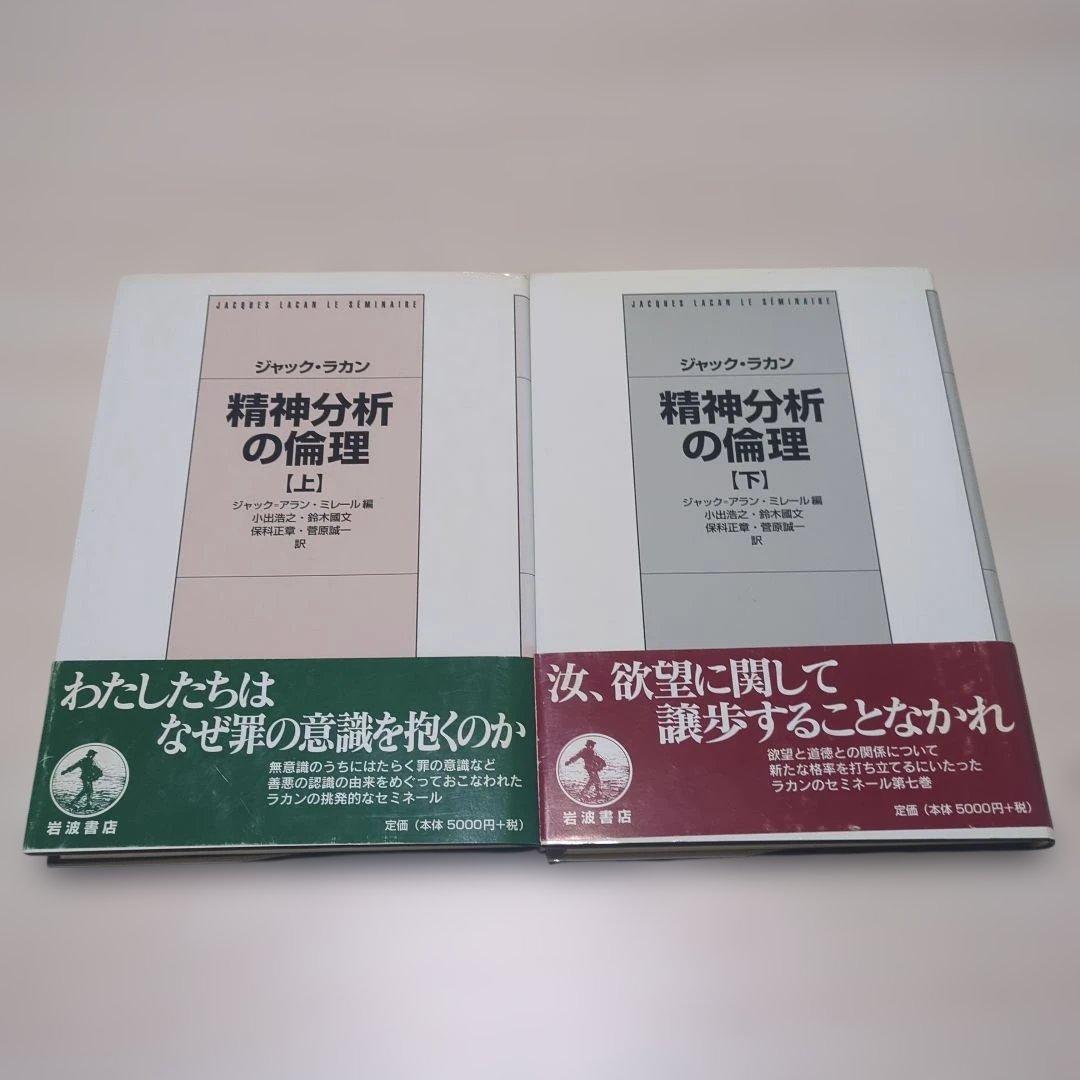 JACQUES LACAN LE SÉMINAIRE
ジャック・ラカン
精神分析
の倫理
【上】
ジャック=アラン・ミレール編
小出浩之・鈴木國文
保科正章・菅原誠一
訳
わたしたちは
なぜ罪の意識を抱くのか
無意識のうちにはたらく罪の意識など
善悪の認識の由来をめぐっておこなわれた
ラカンの挑発的なセミネール
岩波書店
定価(本体 5000円+税)
JACQUES LACAN LE SÉMINAIRE
ジャック・ラカン
精神分析
の倫理
【下】
ジャック=アラン・ミレール編
小出浩之・鈴木國文
保科正章・菅原誠一
訳
汝、欲望に関して
譲歩することなかれ
欲望と道徳との関係について
新たな格率を打ち立てるにいたった
ラカンのセミネール第七巻
岩波書店
定価(本体 5000円+税)